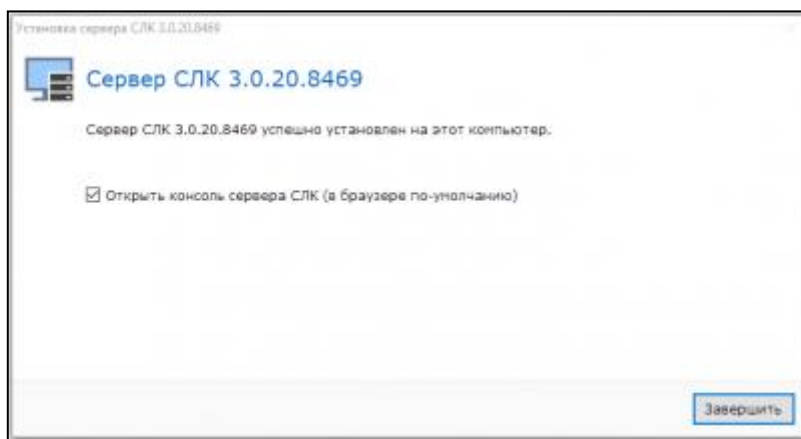 Установка сервера СЛК 3.0.20.8469
Сервер СЛК 3.0.20.8469
Сервер СЛК 3.0.20.8469 успешно установлен на этот компьютер.
Открыть консоль сервера СЛК (в браузере по-умолчанию)
Завершить